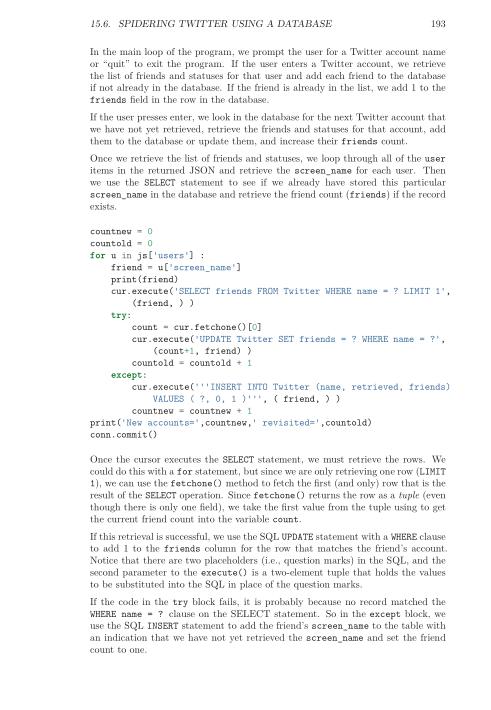 15.6. SPIDERING TWITTER USING A DATABASE 193
In the main loop of the program, we prompt the user for a Twitter account name
or “quit” to exit the program. If the user enters a Twitter account, we retrieve
the list of friends and statuses for that user and add each friend to the database
if not already in the database. If the friend is already in the list, we add 1 to the
friends field in the row in the database.
If the user presses enter, we look in the database for the next Twitter account that
we have not yet retrieved, retrieve the friends and statuses for that account, add
them to the database or update them, and increase their friends count.
Once we retrieve the list of friends and statuses, we loop through all of the user
items in the returned JSON and retrieve the screen_name for each user. Then
we use the SELECT statement to see if we already have stored this particular
screen_name in the database and retrieve the friend count (friends) if the record
exists.
countnew = 0
countold = 0
for u in js['users'] :
    friend = u['screen_name']
    print(friend)
    cur.execute('SELECT friends FROM Twitter WHERE name = ? LIMIT 1',
        (friend, ) )
    try:
        count = cur.fetchone()[0]
        cur.execute('UPDATE Twitter SET friends = ? WHERE name = ?',
            (count+1, friend) )
        countold = countold + 1
    except:
        cur.execute('''INSERT INTO Twitter (name, retrieved, friends)
            VALUES ( ?, 0, 1 )''', ( friend, ) )
        countnew = countnew + 1
print('New accounts=',countnew,' revisited=',countold)
conn.commit()
Once the cursor executes the SELECT statement, we must retrieve the rows. We
could do this with a for statement, but since we are only retrieving one row (LIMIT
1), we can use the fetchone() method to fetch the first (and only) row that is the
result of the SELECT operation. Since fetchone() returns the row as a tuple (even
though there is only one field), we take the first value from the tuple using to get
the current friend count into the variable count.
If this retrieval is successful, we use the SQL UPDATE statement with a WHERE clause
to add 1 to the friends column for the row that matches the friend’s account.
Notice that there are two placeholders (i.e., question marks) in the SQL, and the
second parameter to the execute() is a two-element tuple that holds the values
to be substituted into the SQL in place of the question marks.
If the code in the try block fails, it is probably because no record matched the
WHERE name = ? clause on the SELECT statement. So in the except block, we
use the SQL INSERT statement to add the friend’s screen_name to the table with
an indication that we have not yet retrieved the screen_name and set the friend
count to one.